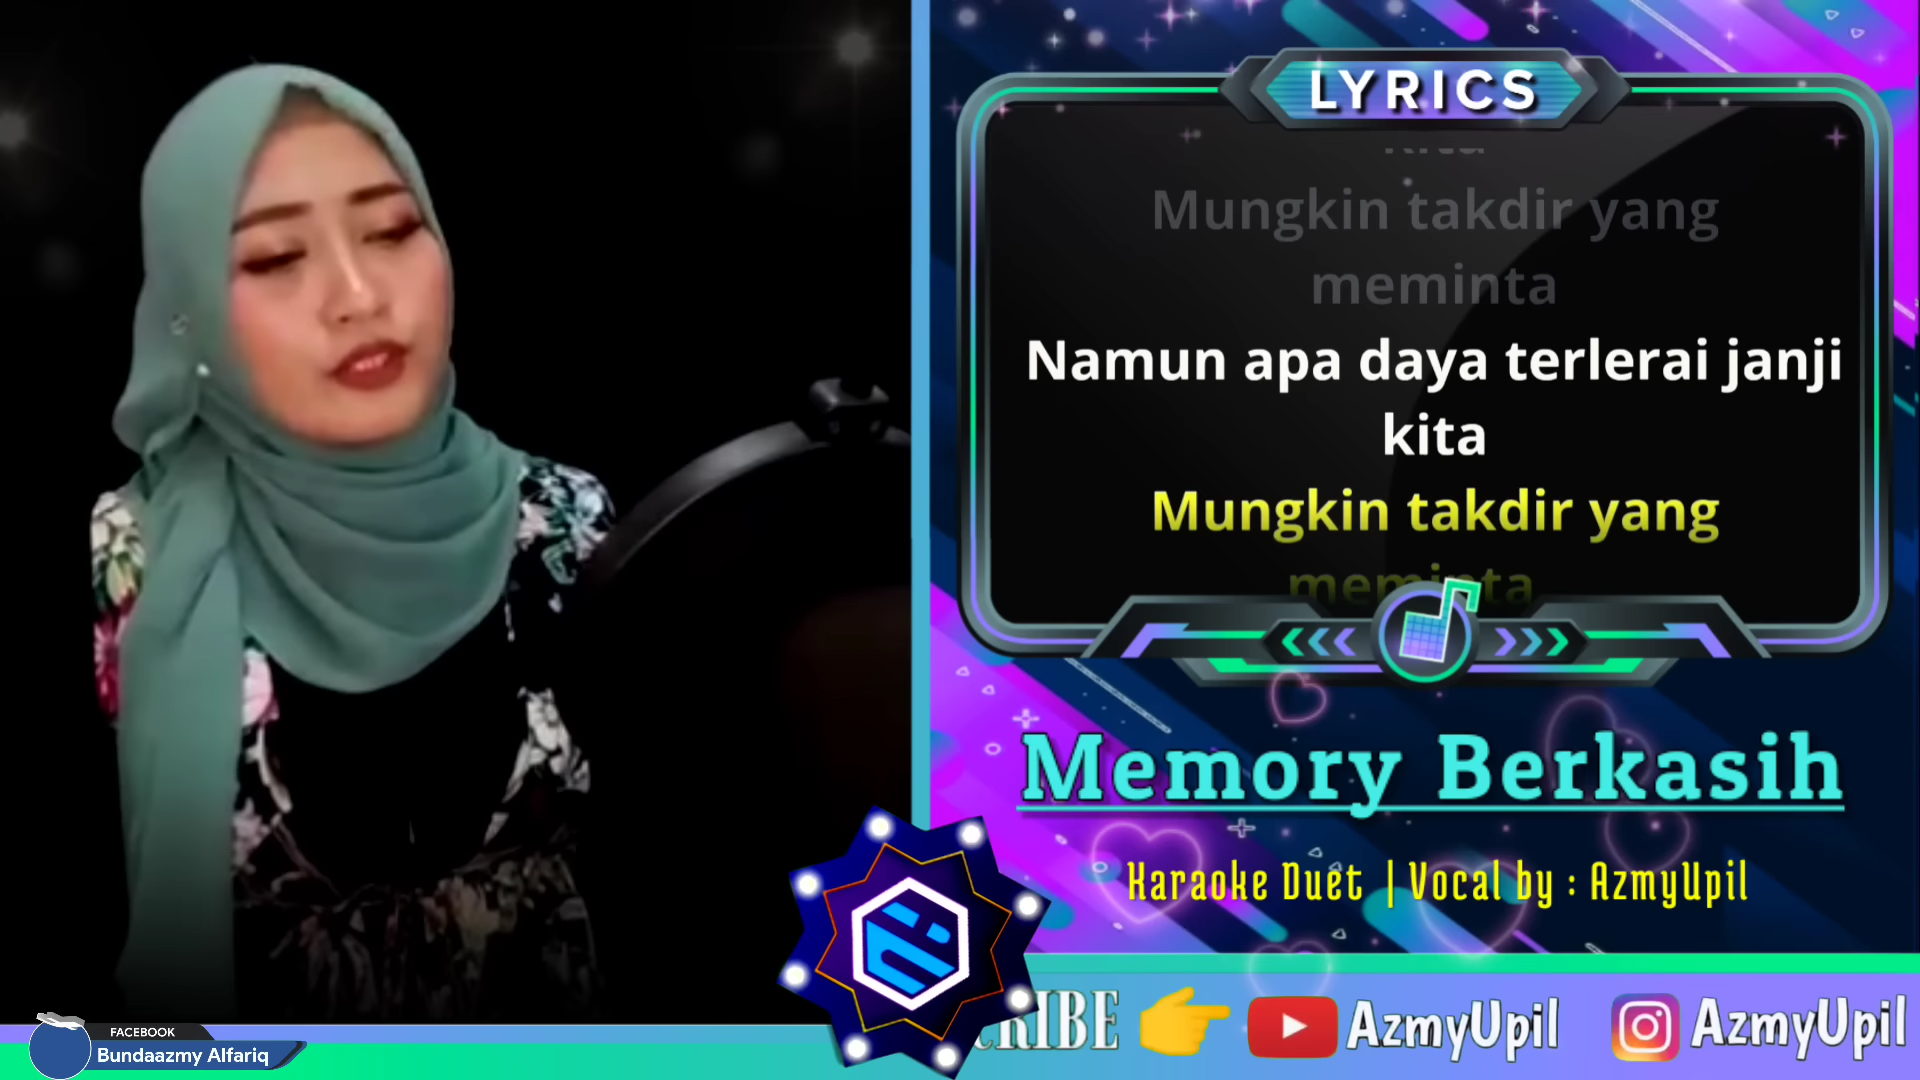 LYRICS
Mungkin takdir yang
meminta
Namun apa daya terlerai janji
kita
Mungkin takdir yang
meminta
Memory Berkasih
Karaoke Duet | Vocal by : AzmyUpil
AzmyUpil
AzmyUpil
FACEBOOK
Bundaazmy Alfariq